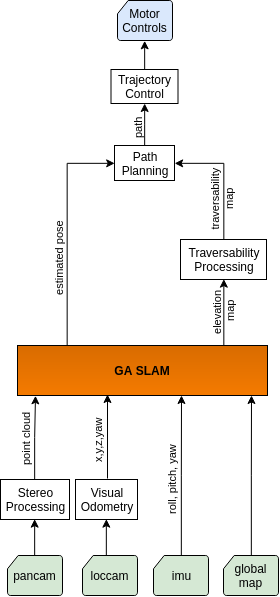 Motor
Controls
Trajectory
Control
path
Path
Planning
estimated pose
traversability
map
Traversability
Processing
elevation
map
GA SLAM
point cloud
x,y,z,yaw
roll, pitch, yaw
Stereo
Processing
Visual
Odometry
pancam
loccam
imu
global
map